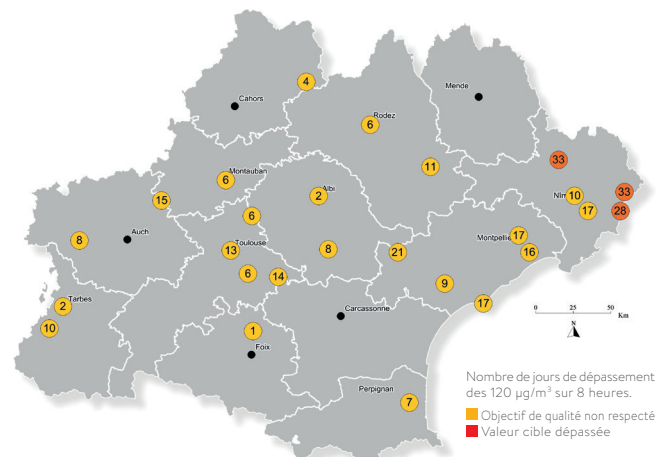 4
Cahors
Mende
6
Rodez
33
11
Montauban
6
Albi
2
10
Nîmes
33
15
17
28
6
8
Auch
13
Toulouse
8
21
Montpellier
17
16
6
14
9
17
0 25 50
Km
N
2
Tarbes
10
Carcassonne
1
Foix
Perpignan
7
Nombre de jours de dépassement
des 120 µg/m³ sur 8 heures.
Objectif de qualité non respecté
Valeur cible dépassée